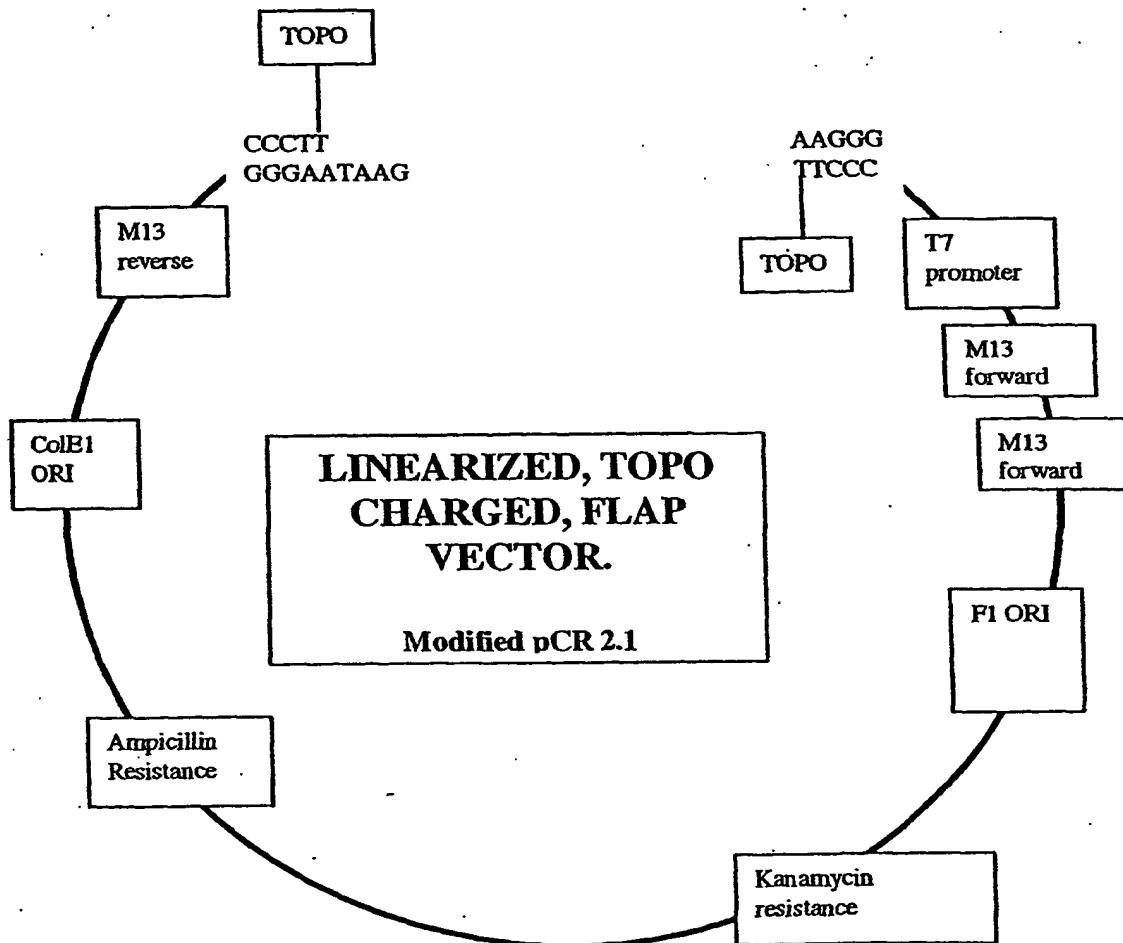 TOPO
CCCTT
GGGAATAAG
AAGGG
TTCCC
TOPO
M13
reverse
T7
promoter
M13
forward
M13
forward
ColE1
ORI
LINEARIZED, TOPO
CHARGED, FLAP
VECTOR.
Modified pCR 2.1
F1 ORI
Ampicillin
Resistance
Kanamycin
resistance